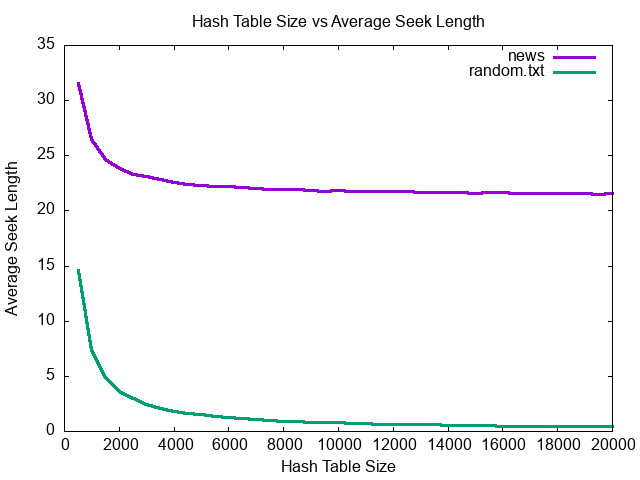 Hash Table Size vs Average Seek Length
news
random.txt
Average Seek Length
35
30
25
20
15
10
5
0
0 2000 4000 6000 8000 10000 12000 14000 16000 18000 20000
Hash Table Size